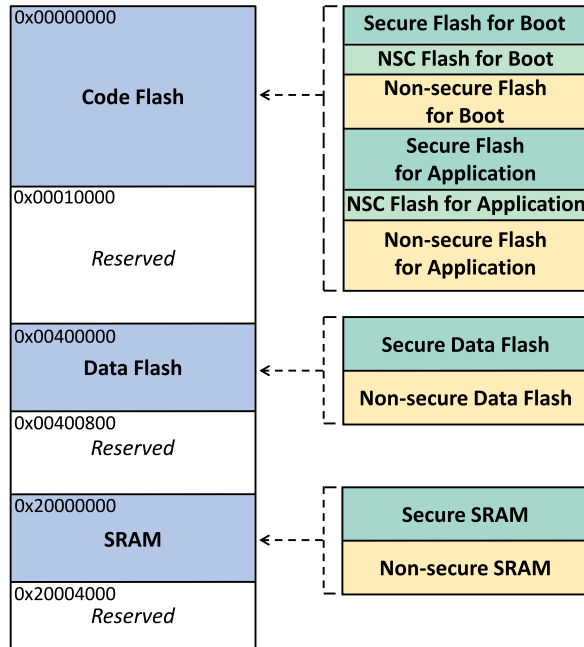 0x00000000
Code Flash
0x00010000
Reserved
0x00400000
Data Flash
0x00400800
Reserved
0x20000000
SRAM
0x20004000
Reserved
Secure Flash for Boot
NSC Flash for Boot
Non-secure Flash
for Boot
Secure Flash
for Application
NSC Flash for Application
Non-secure Flash
for Application
Secure Data Flash
Non-secure Data Flash
Secure SRAM
Non-secure SRAM